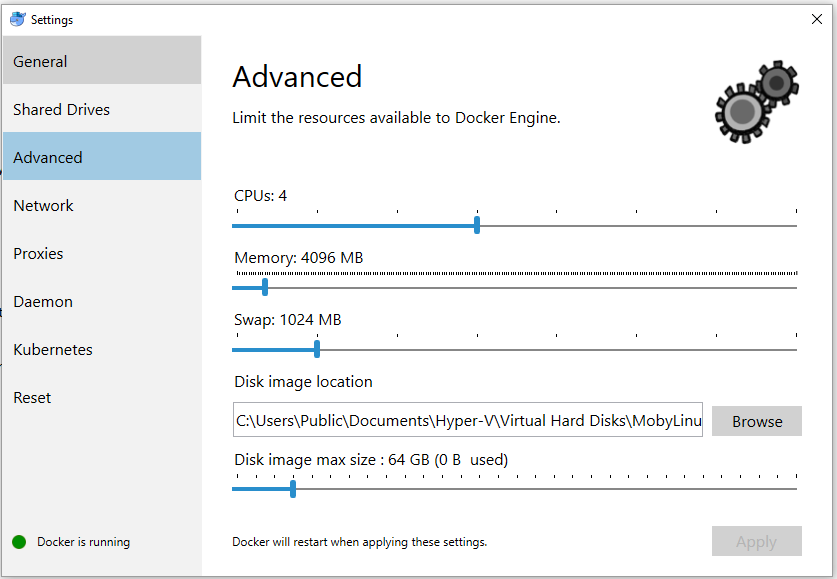 Settings
General
Shared Drives
Advanced
Network
Proxies
Daemon
Kubernetes
Reset
Docker is running
Advanced
Limit the resources available to Docker Engine.
CPUs: 4
Memory: 4096 MB
Swap: 1024 MB
Disk image location
C:\Users\Public\Documents\Hyper-V\Virtual Hard Disks\MobyLinu
Browse
Disk image max size : 64 GB (0 B  used)
Docker will restart when applying these settings.
Apply